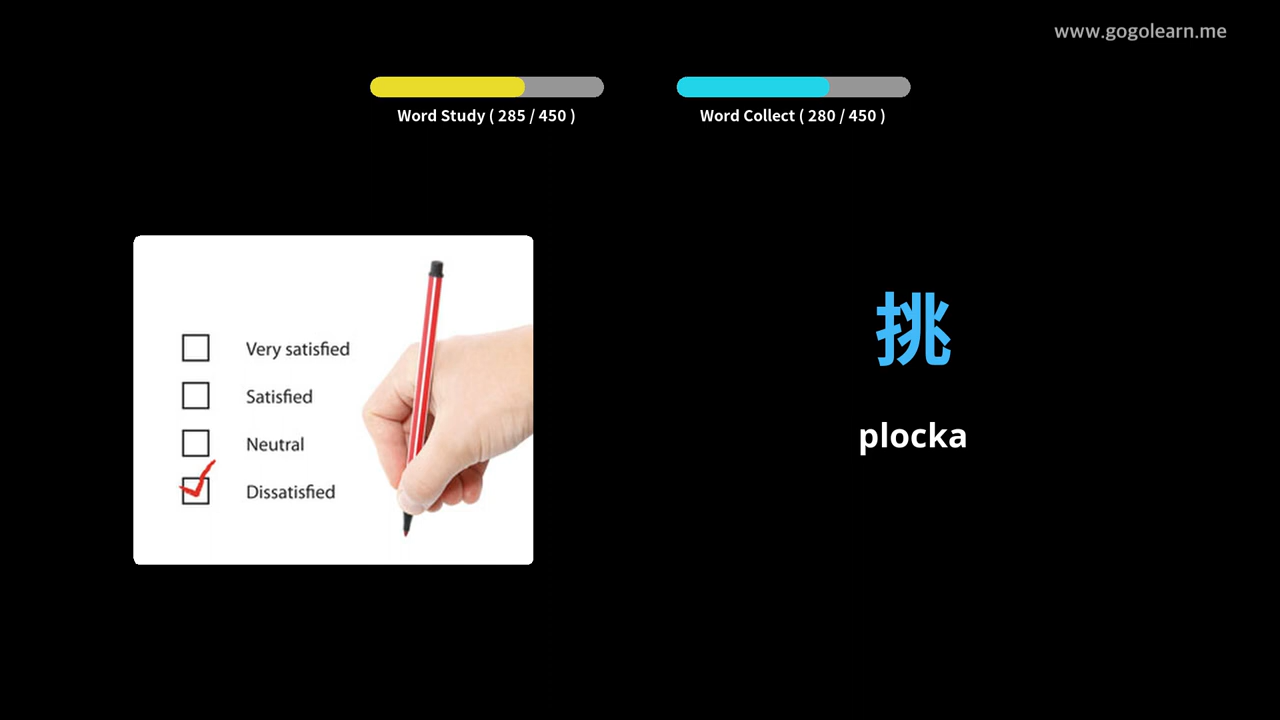 www.gogolearn.me
Word Study ( 285 / 450 )
Word Collect ( 280 / 450 )
Very satisfied
Satisfied
Neutral
Dissatisfied
挑
plocka